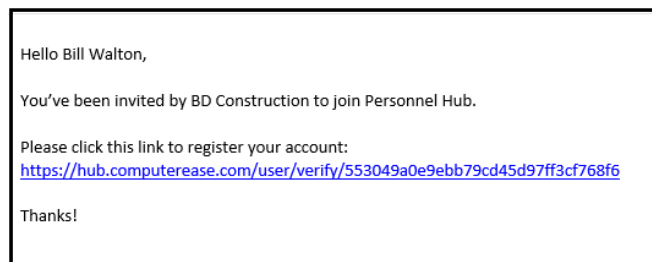 Hello Bill Walton,
You’ve been invited by BD Construction to join Personnel Hub.
Please click this link to register your account:
https://hub.computerease.com/user/verify/553049a0e9ebb79cd45d97ff3cf768f6
Thanks!